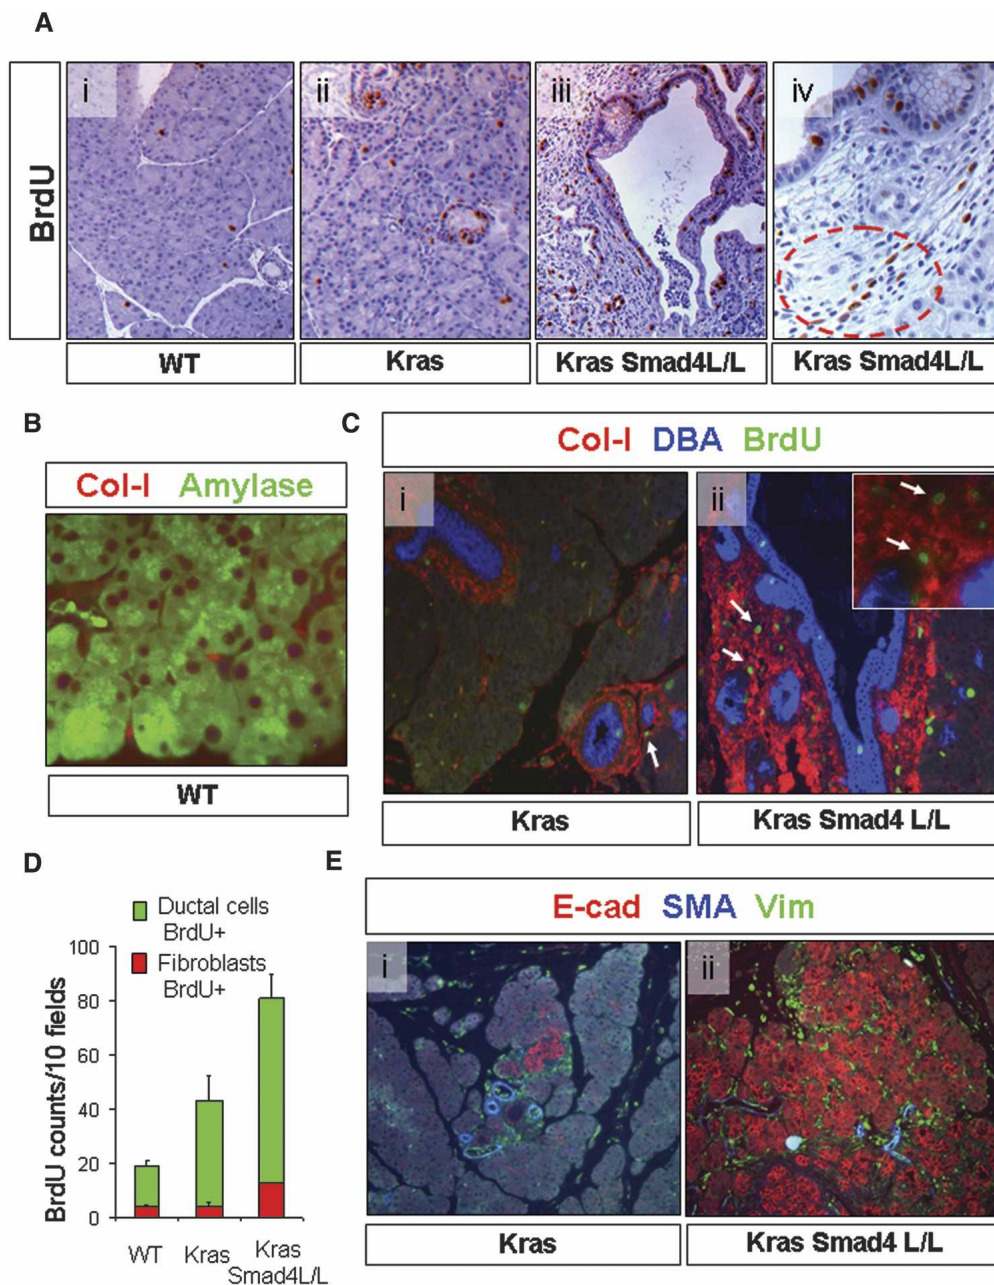 A
BrdU
i
ii
iii
iv
WT
Kras
Kras Smad4L/L
Kras Smad4L/L
B
Col-I Amylase
WT
C
Col-I DBA BrdU
i
ii
Kras
Kras Smad4 L/L
D
Ductal cells
BrdU+
Fibroblasts
BrdU+
BrdU counts/10 fields
100
80
60
40
20
0
WT
Kras
Kras
Smad4L/L
E
E-cad SMA Vim
i
ii
Kras
Kras Smad4 L/L